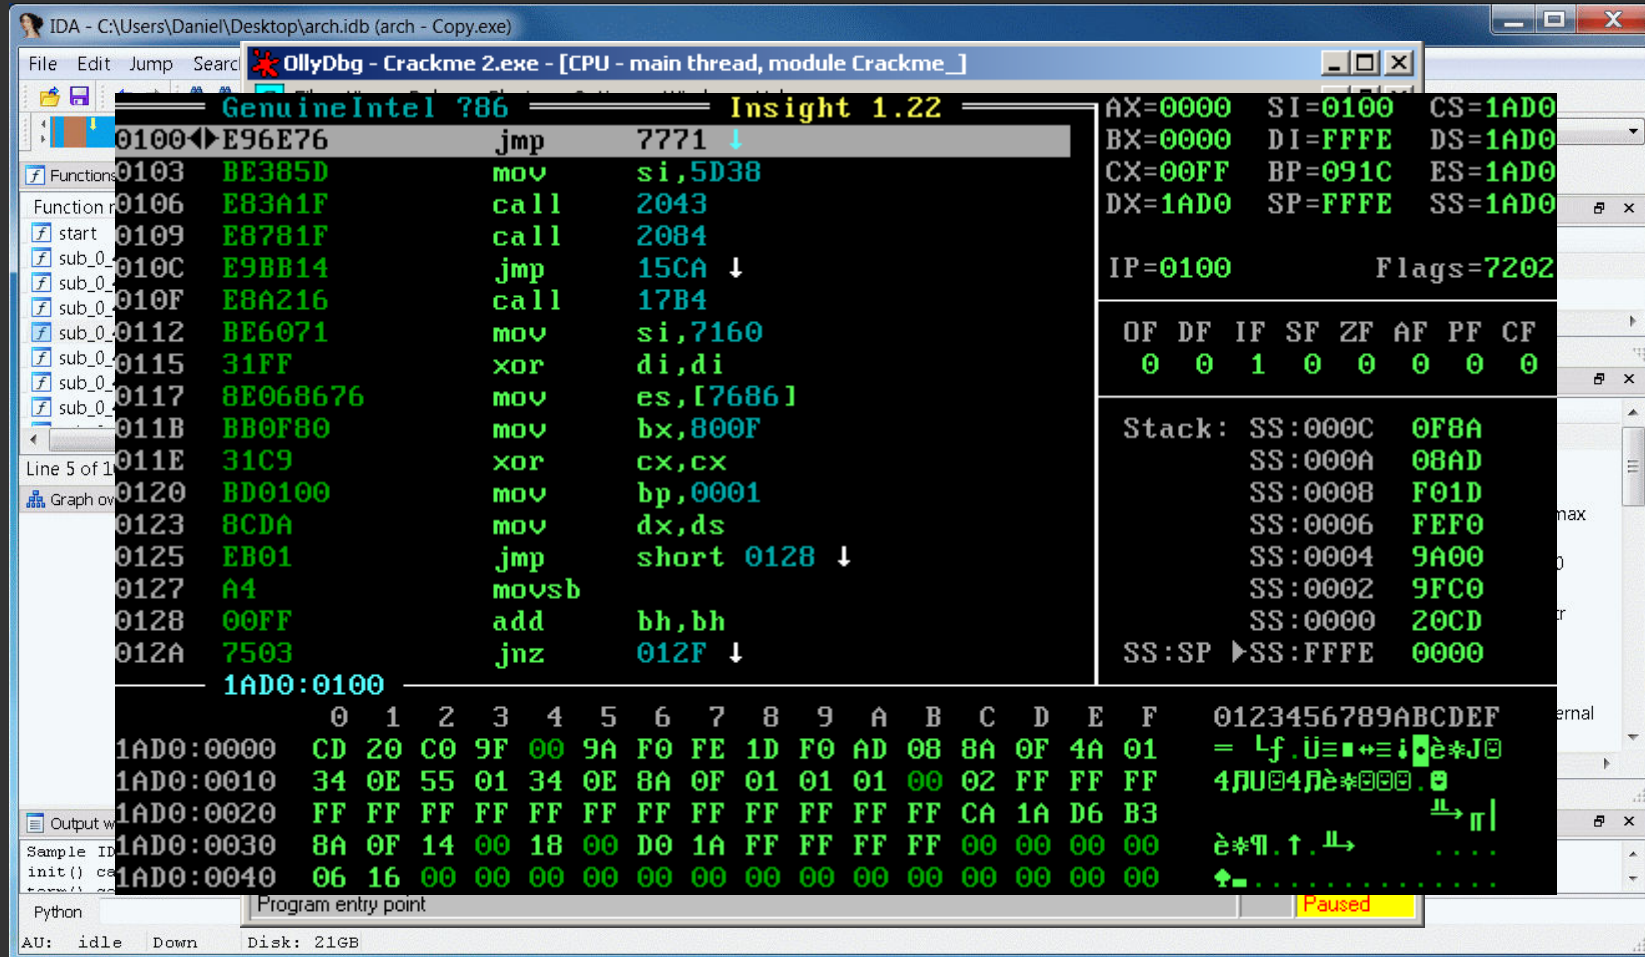 IDA - C:\Users\Daniel\Desktop\arch.idb (arch - Copy.exe)
File Edit Jump
OllyDbg - Crackme 2.exe - [CPU - main thread, module Crackme_]
GenuineIntel ?86 Insight 1.22
0100 E96E76 jmp 7771 ↓
0103 BE385D mov si,5D38
0106 E83A1F call 2043
0109 E8781F call 2084
010C E9BB14 jmp 15CA ↓
010F E8A216 call 17B4
0112 BE6071 mov si,7160
0115 31FF xor di,di
0117 8E068676 mov es,[7686]
011B BB0F80 mov bx,800F
011E 31C9 xor cx,cx
0120 BD0100 mov bp,0001
0123 8CDA mov dx,ds
0125 EB01 jmp short 0128 ↓
0127 A4 movsb
0128 00FF add bh,bh
012A 7503 jnz 012F ↓
AX=0000 SI=0100 CS=1AD0
BX=0000 DI=FFFE DS=1AD0
CX=00FF BP=091C ES=1AD0
DX=1AD0 SP=FFFE SS=1AD0
IP=0100 Flags=7202
OF DF IF SF ZF AF PF CF
0 0 1 0 0 0 0 0
Stack: SS:000C 0F8A
SS:000A 08AD
SS:0008 F01D
SS:0006 FEF0
SS:0004 9A00
SS:0002 9FC0
SS:0000 20CD
SS:SP ►SS:FFFE 0000
1AD0:0100
0 1 2 3 4 5 6 7 8 9 A B C D E F 0123456789ABCDEF
1AD0:0000 CD 20 C0 9F 00 9A F0 FE 1D F0 AD 08 8A 0F 4A 01
1AD0:0010 34 0E 55 01 34 0E 8A 0F 01 01 01 00 02 FF FF FF
1AD0:0020 FF FF FF FF FF FF FF FF FF FF FF FF CA 1A D6 B3
1AD0:0030 8A 0F 14 00 18 00 D0 1A FF FF FF FF 00 00 00 00
1AD0:0040 06 16 00 00 00 00 00 00 00 00 00 00 00 00 00 00
Functions
Function
start
sub_0_
sub_0_
sub_0_
sub_0_
sub_0_
sub_0_
sub_0_
Line 5 of
Graph
max
Output
Sample
init()
Python
Program entry point
Paused
AU: idle Down Disk: 21GB